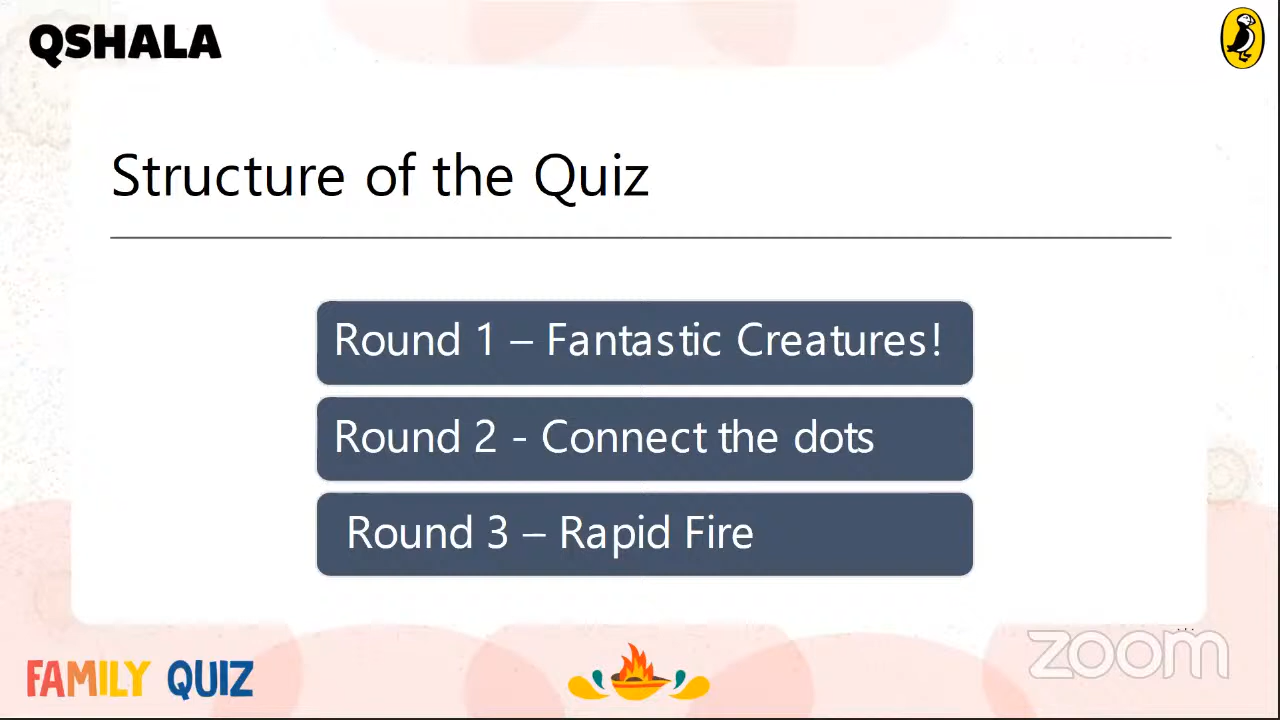 QSHALA
Structure of the Quiz
Round 1 – Fantastic Creatures!
Round 2 - Connect the dots
Round 3 – Rapid Fire
FAMILY QUIZ
zoom